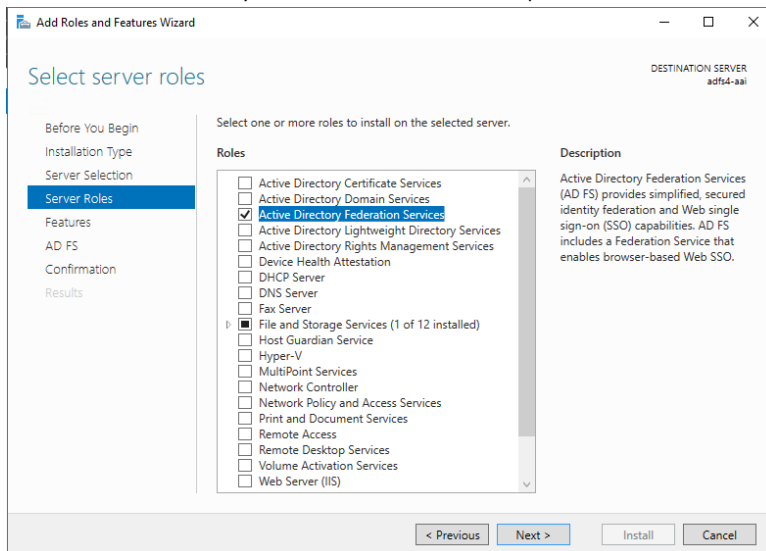 Add Roles and Features Wizard
Select server roles
DESTINATION SERVER
adfs4-aai
Before You Begin
Installation Type
Server Selection
Server Roles
Features
AD FS
Confirmation
Results
Select one or more roles to install on the selected server.
Roles
Active Directory Certificate Services
Active Directory Domain Services
Active Directory Federation Services
Active Directory Lightweight Directory Services
Active Directory Rights Management Services
Device Health Attestation
DHCP Server
DNS Server
Fax Server
File and Storage Services (1 of 12 installed)
Host Guardian Service
Hyper-V
MultiPoint Services
Network Controller
Network Policy and Access Services
Print and Document Services
Remote Access
Remote Desktop Services
Volume Activation Services
Web Server (IIS)
Description
Active Directory Federation Services
(AD FS) provides simplified, secured
identity federation and Web single
sign-on (SSO) capabilities. AD FS
includes a Federation Service that
enables browser-based Web SSO.
< Previous
Next >
Install
Cancel